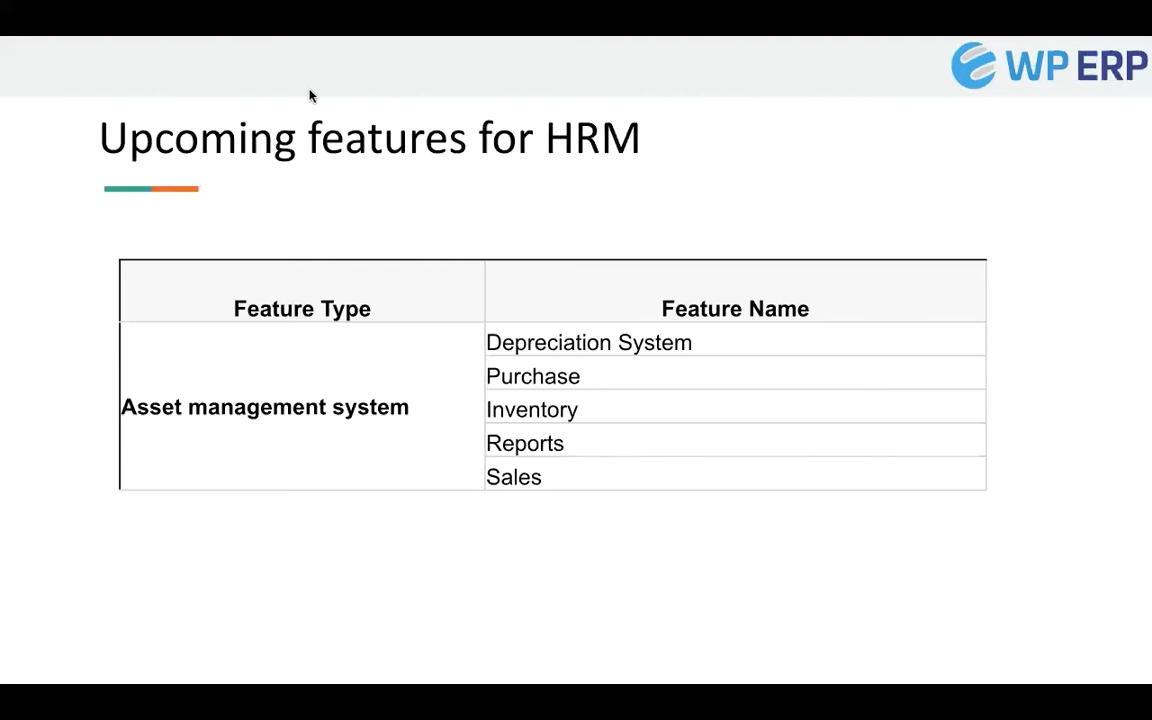 WP ERP
Upcoming features for HRM
Feature Type
Feature Name
Asset management system
Depreciation System
Purchase
Inventory
Reports
Sales